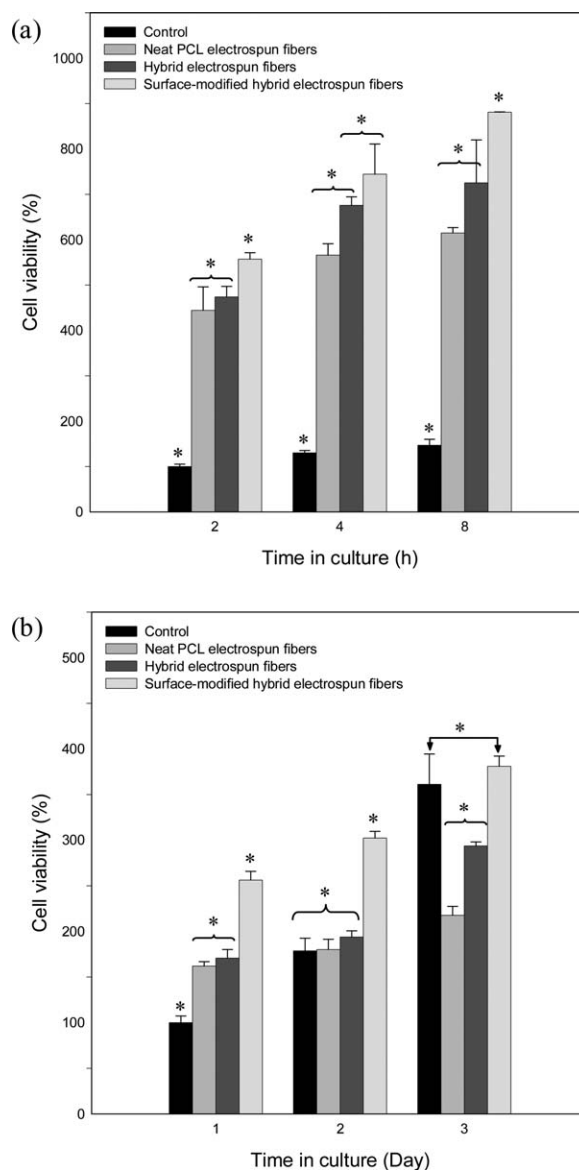 (a)
Control
Neat PCL electrospun fibers
Hybrid electrospun fibers
Surface-modified hybrid electrospun fibers
1000
800
600
400
200
0
Cell viability (%)
*
*
*
*
*
*
*
*
*
2
4
8
Time in culture (h)
(b)
Control
Neat PCL electrospun fibers
Hybrid electrospun fibers
Surface-modified hybrid electrospun fibers
500
400
300
200
100
0
Cell viability (%)
*
*
*
*
*
*
*
1
2
3
Time in culture (Day)